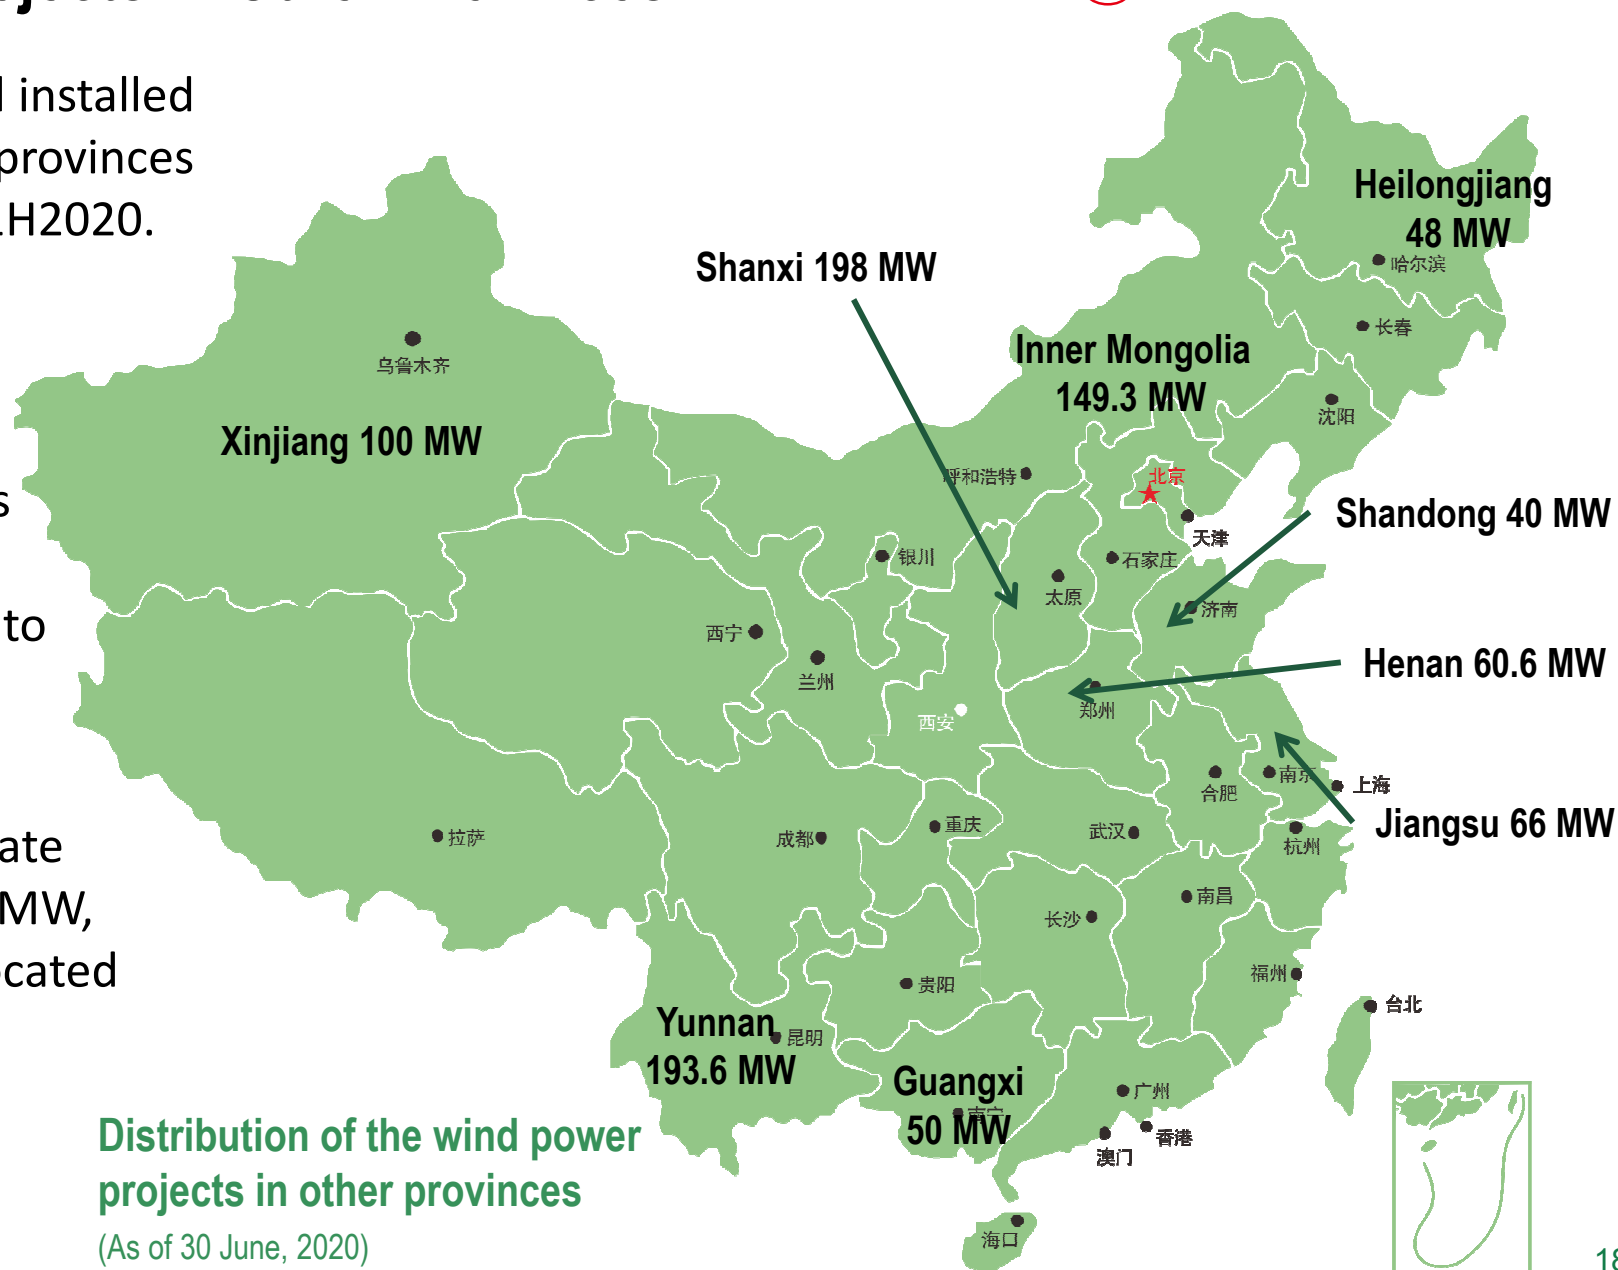 installed
provinces
1H2020.
Heilongjiang
48 MW
哈尔滨
Shanxi 198 MW
长春
Inner Mongolia
149.3 MW
乌鲁木齐
沈阳
Xinjiang 100 MW
呼和浩特
北京
Shandong 40 MW
天津
银川
石家庄
太原
济南
to
西宁
Henan 60.6 MW
兰州
郑州
西安
南京
上海
合肥
拉萨
成都
重庆
武汉
Jiangsu 66 MW
杭州
MW,
南昌
长沙
福州
贵阳
台北
Yunnan
昆明
193.6 MW
Guangxi
广州
南宁
50 MW
香港
澳门
Distribution of the wind power
projects in other provinces
(As of 30 June, 2020)
海口